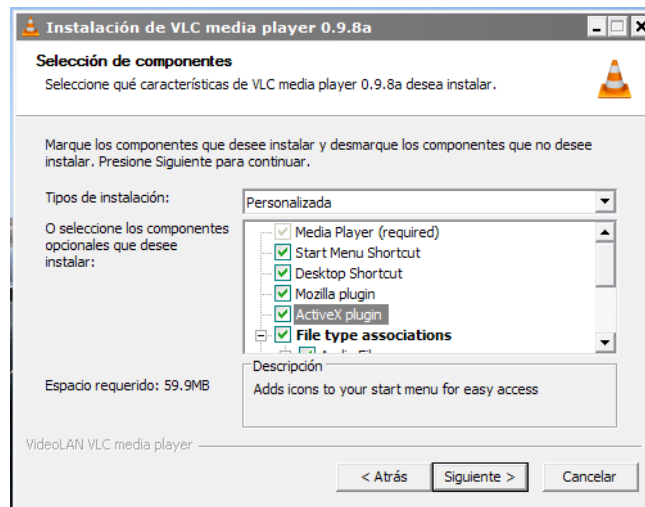 Instalación de VLC media player 0.9.8a
Selección de componentes
Seleccione qué características de VLC media player 0.9.8a desea instalar.
Marque los componentes que desee instalar y desmarque los componentes que no desee
instalar. Presione Siguiente para continuar.
Tipos de instalación:
Personalizada
O seleccione los componentes
opcionales que desee
instalar:
Media Player (required)
Start Menu Shortcut
Desktop Shortcut
Mozilla plugin
ActiveX plugin
File type associations
Espacio requerido: 59.9MB
Descripción
Adds icons to your start menu for easy access
VideoLAN VLC media player
< Atrás
Siguiente >
Cancelar